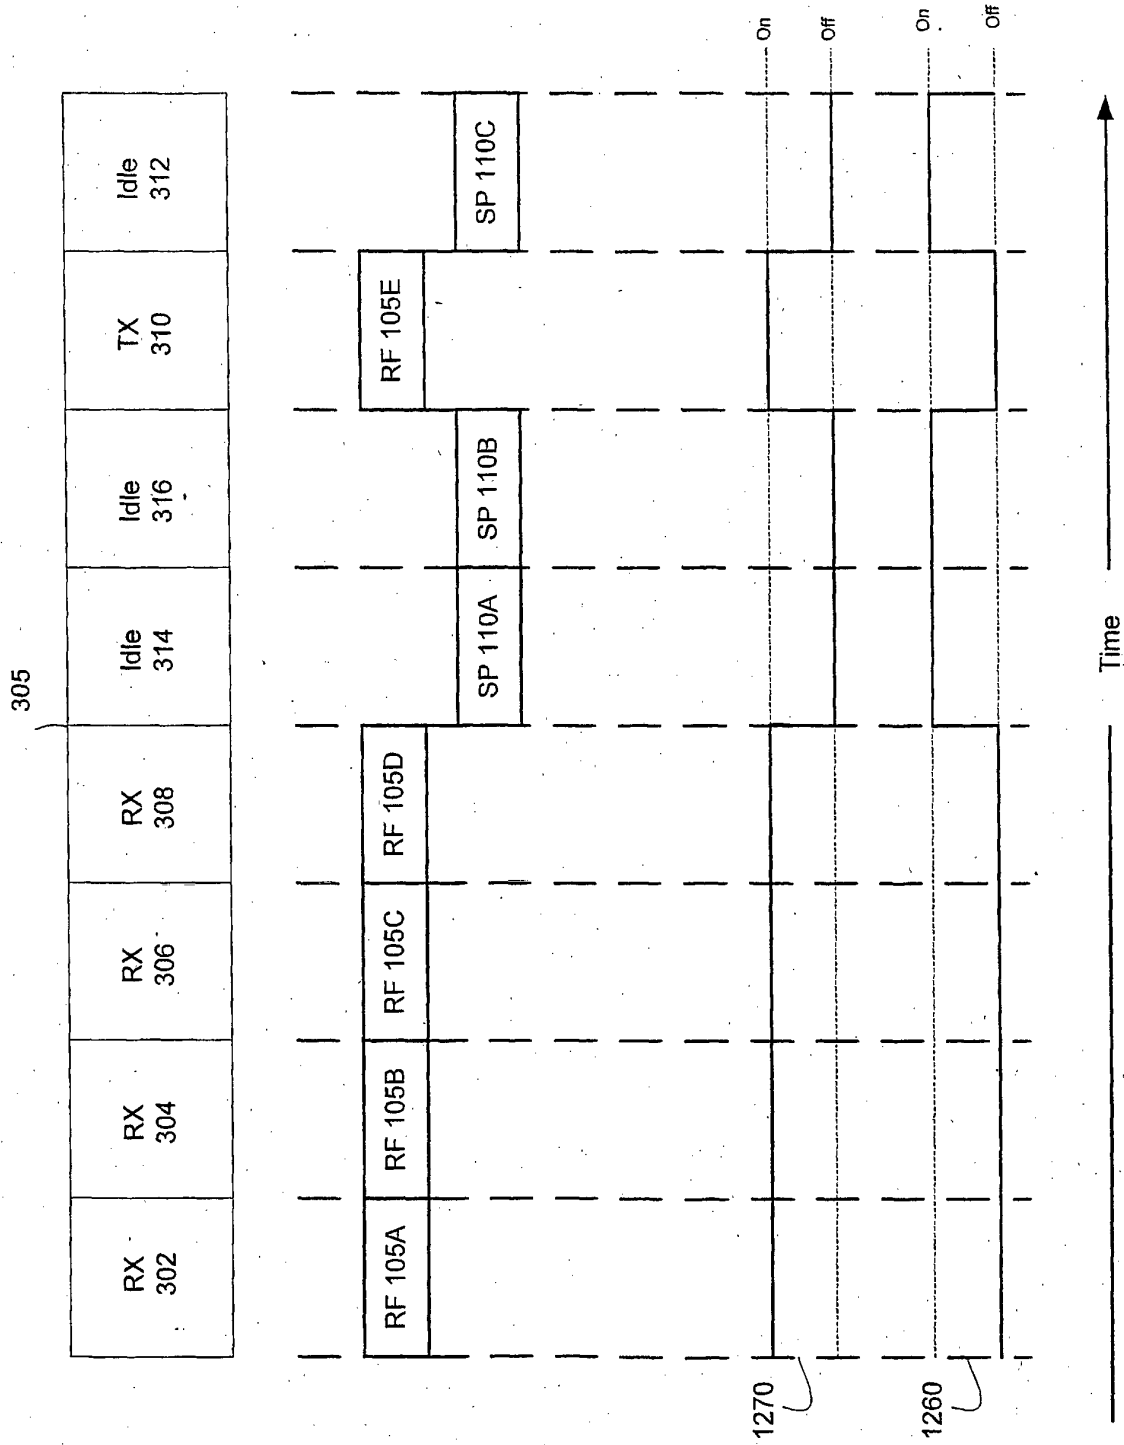 305
RX
302
RX
304
RX
306
RX
308
Idle
314
Idle
316
TX
310
Idle
312
RF 105A
RF 105B
RF 105C
RF 105D
RF 105E
SP 110A
SP 110B
SP 110C
1270
On
Off
1260
On
Off
Time